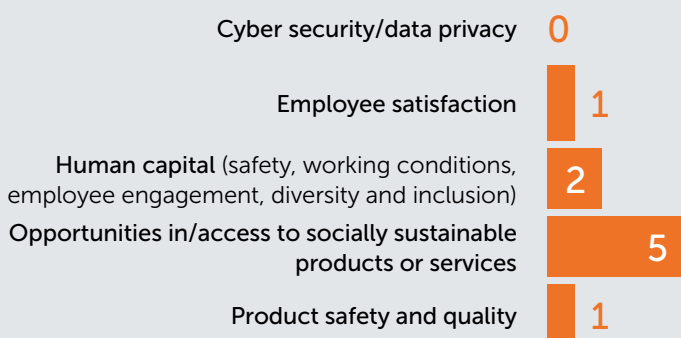 Cyber security/data privacy 0
Employee satisfaction 1
Human capital (safety, working conditions,
employee engagement, diversity and inclusion) 2
Opportunities in/access to socially sustainable
products or services 5
Product safety and quality 1